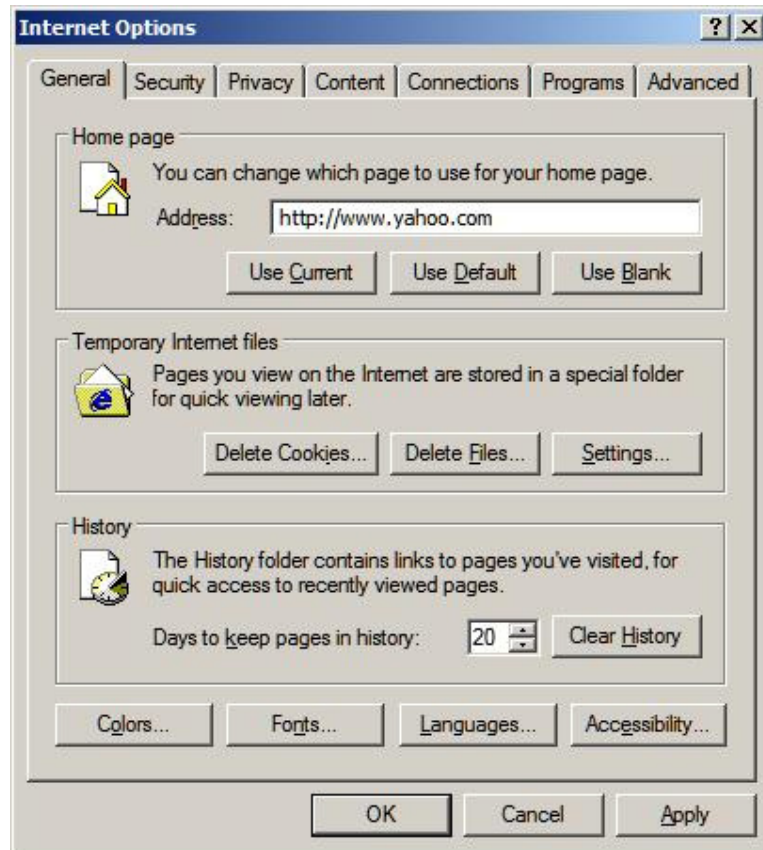 Internet Options
General Security Privacy Content Connections Programs Advanced
Home page
You can change which page to use for your home page.
Address: http://www.yahoo.com
Use Current Use Default Use Blank
Temporary Internet files
Pages you view on the Internet are stored in a special folder
for quick viewing later.
Delete Cookies... Delete Files... Settings...
History
The History folder contains links to pages you've visited, for
quick access to recently viewed pages.
Days to keep pages in history: 20 Clear History
Colors... Fonts... Languages... Accessibility...
OK Cancel Apply